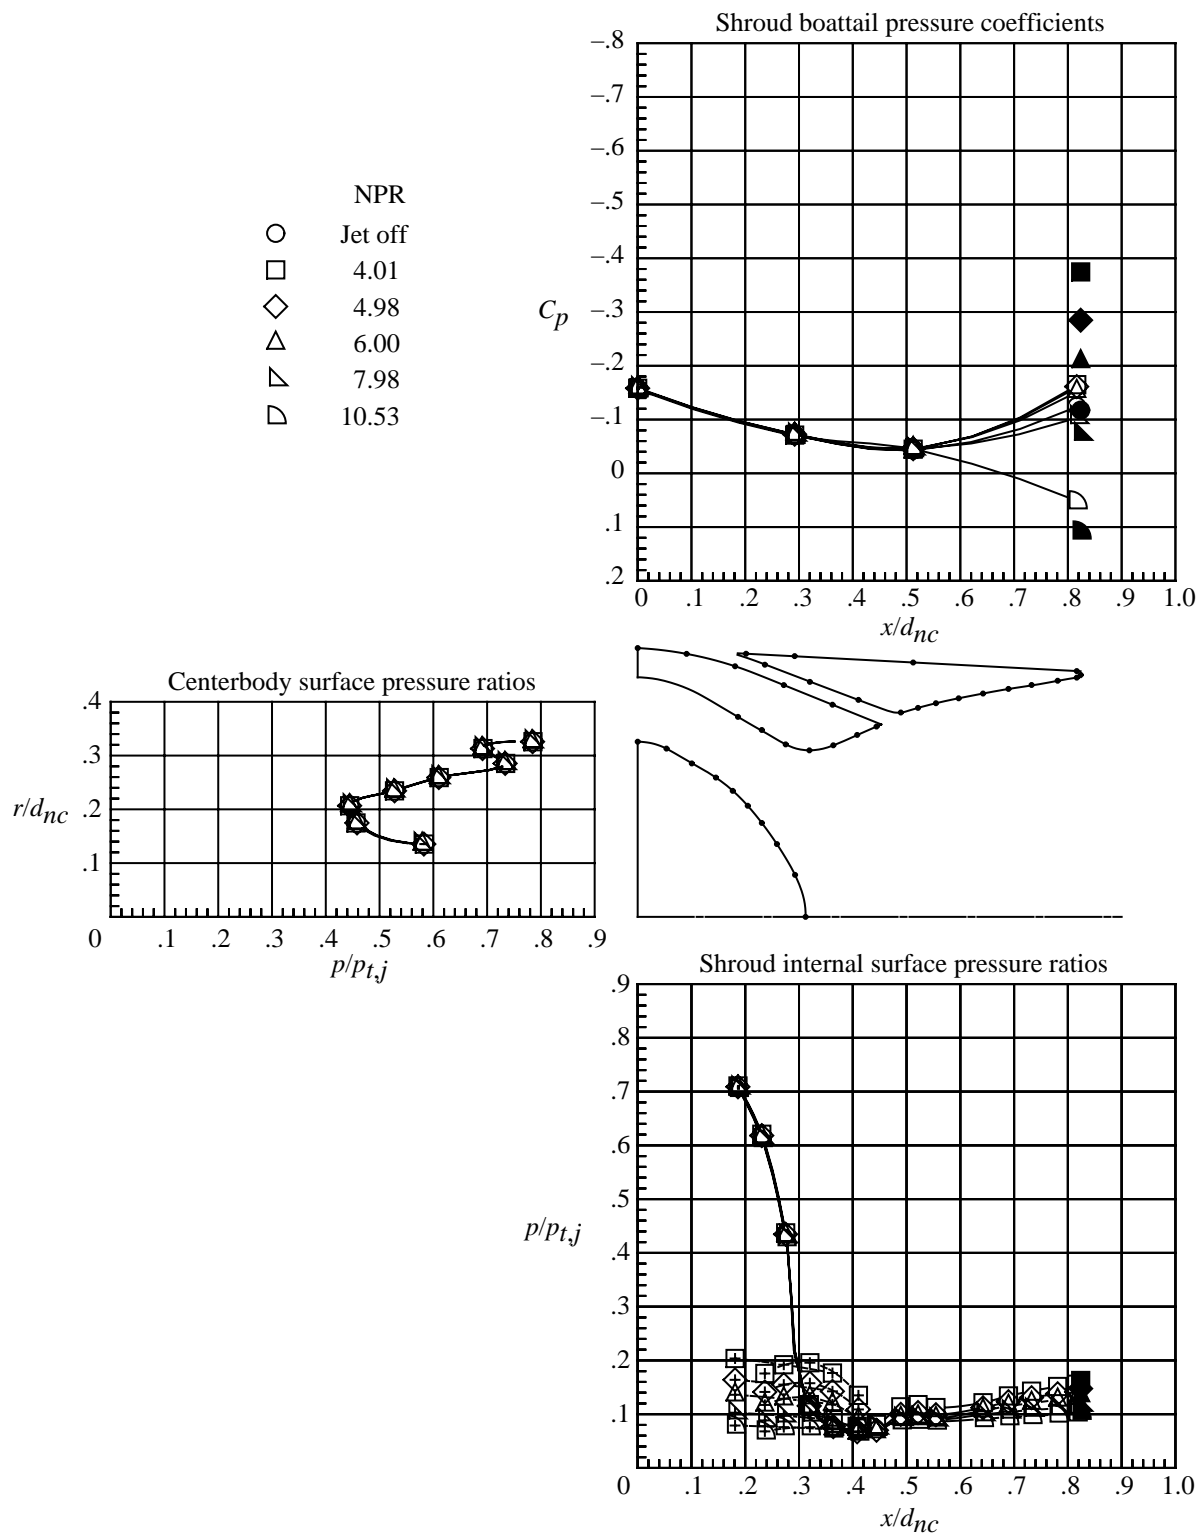 Shroud boattail pressure coefficients
–.8
–.7
–.6
–.5
–.4
–.3
–.2
–.1
0
.1
.2
C_p
0 .1 .2 .3 .4 .5 .6 .7 .8 .9 1.0
x/d_nc
NPR
Jet off
4.01
4.98
6.00
7.98
10.53
Centerbody surface pressure ratios
.4
.3
.2
.1
r/d_nc
0 .1 .2 .3 .4 .5 .6 .7 .8 .9
p/p_t,j
Shroud internal surface pressure ratios
.9
.8
.7
.6
.5
.4
.3
.2
.1
p/p_t,j
0 .1 .2 .3 .4 .5 .6 .7 .8 .9 1.0
x/d_nc